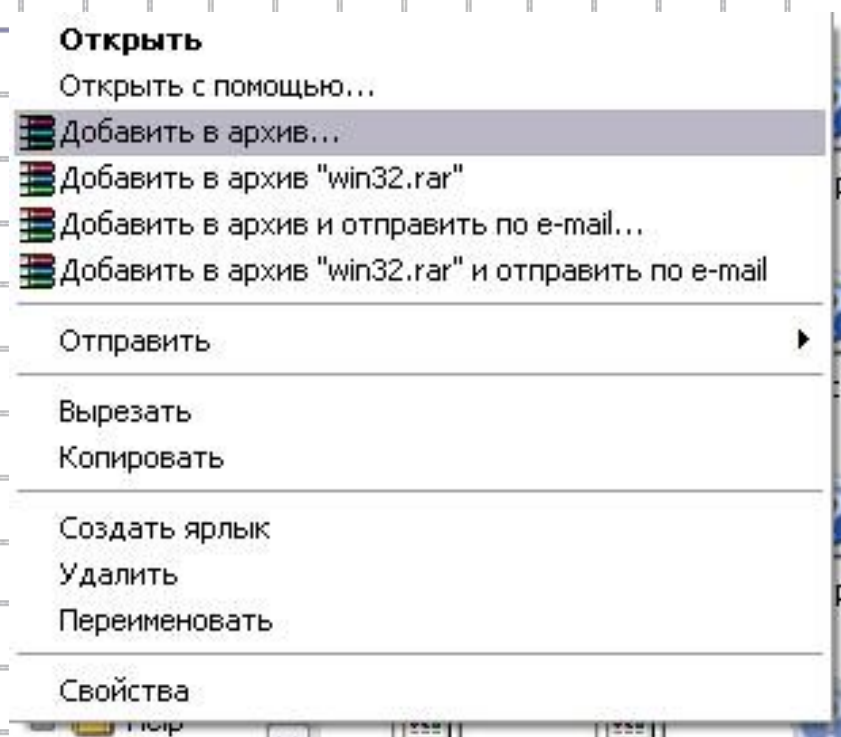 Открыть
Открыть с помощью...
Добавить в архив...
Добавить в архив "win32.rar"
Добавить в архив и отправить по e-mail...
Добавить в архив "win32.rar" и отправить по e-mail
Отправить
Вырезать
Копировать
Создать ярлык
Удалить
Переименовать
Свойства
Help